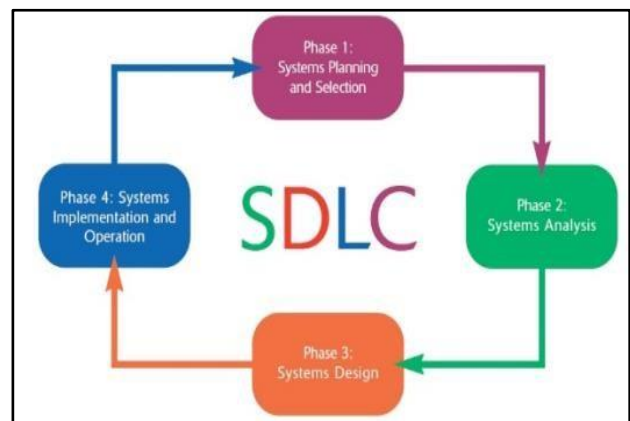 Phase 1:
Systems Planning
and Selection
Phase 4: Systems
Implementation and
Operation
SDLC
Phase 2:
Systems Analysis
Phase 3:
Systems Design